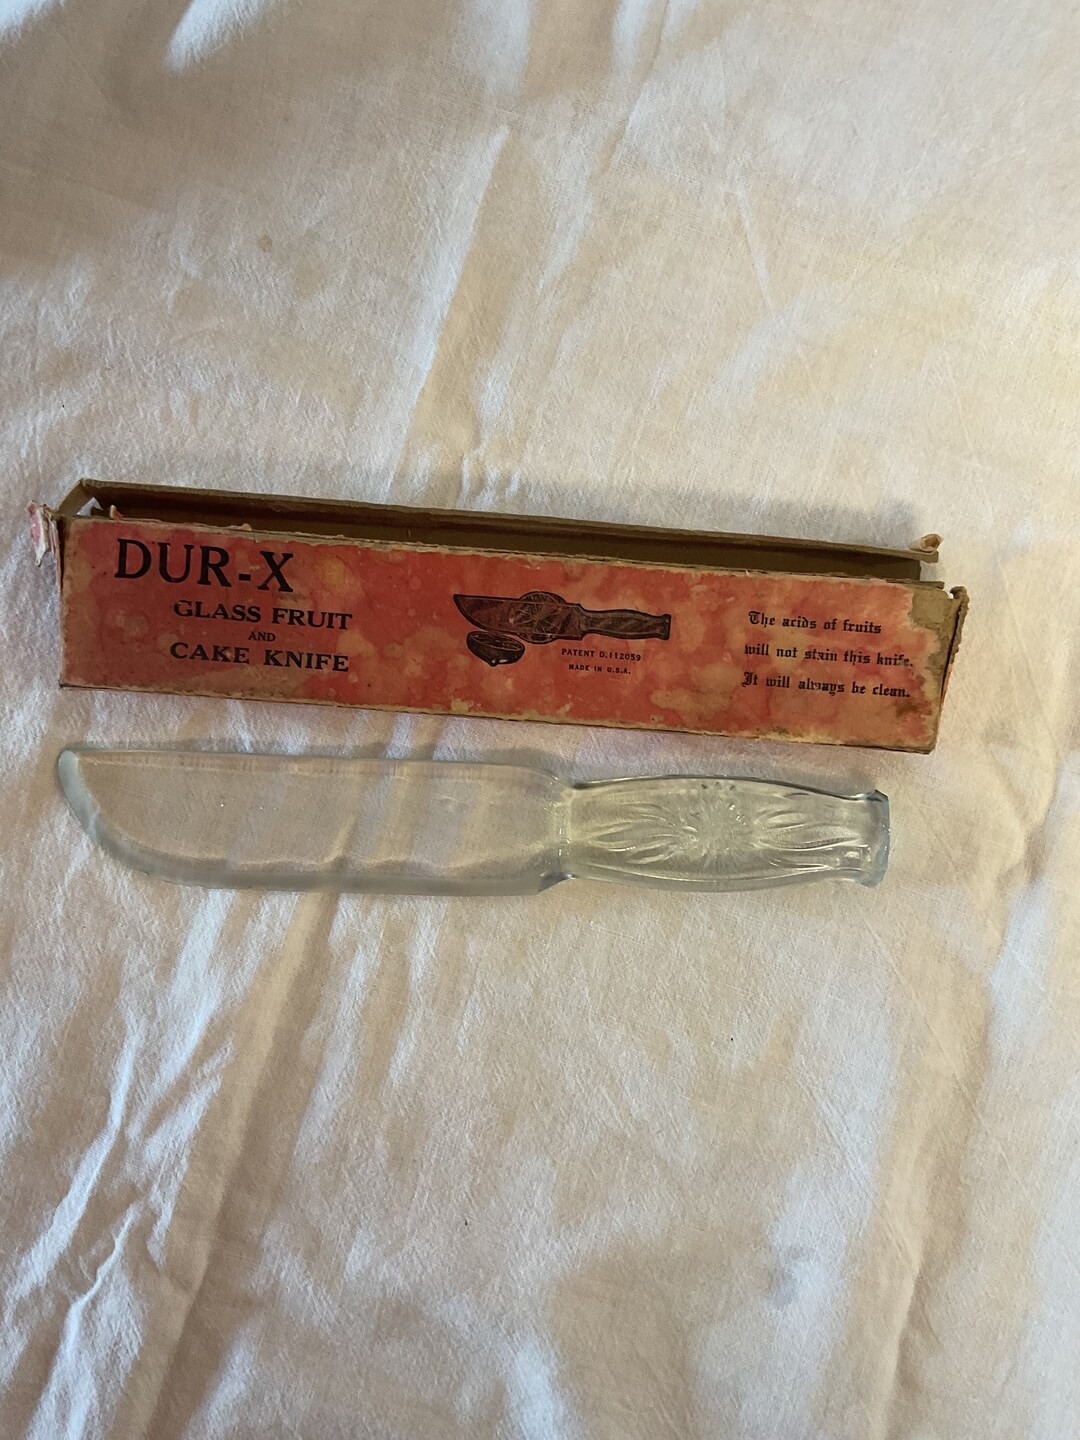 DUR-X
GLASS FRUIT
AND
CAKE KNIFE
PATENT D.112059
MADE IN U.S.A.
The acids of fruits
will not stain this knife.
It will always be clean.